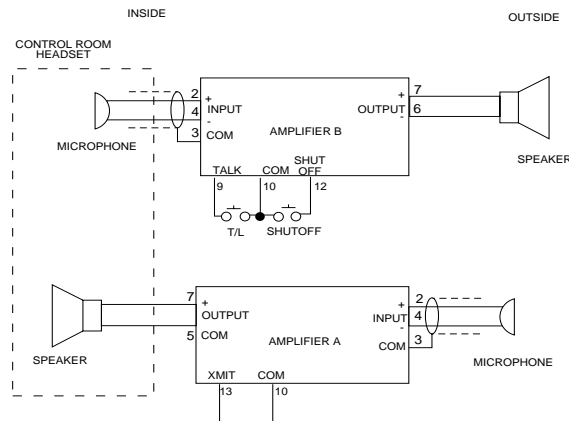 INSIDE
OUTSIDE
CONTROL ROOM
HEADSET
2
+
INPUT
4
-
3
COM
MICROPHONE
AMPLIFIER B
7
+
OUTPUT
6
-
SPEAKER
TALK
COM
SHUT
OFF
9
10
12
T/L
SHUTOFF
7
+
OUTPUT
5
COM
SPEAKER
AMPLIFIER A
2
+
INPUT
4
-
COM
3
MICROPHONE
XMIT
COM
13
10